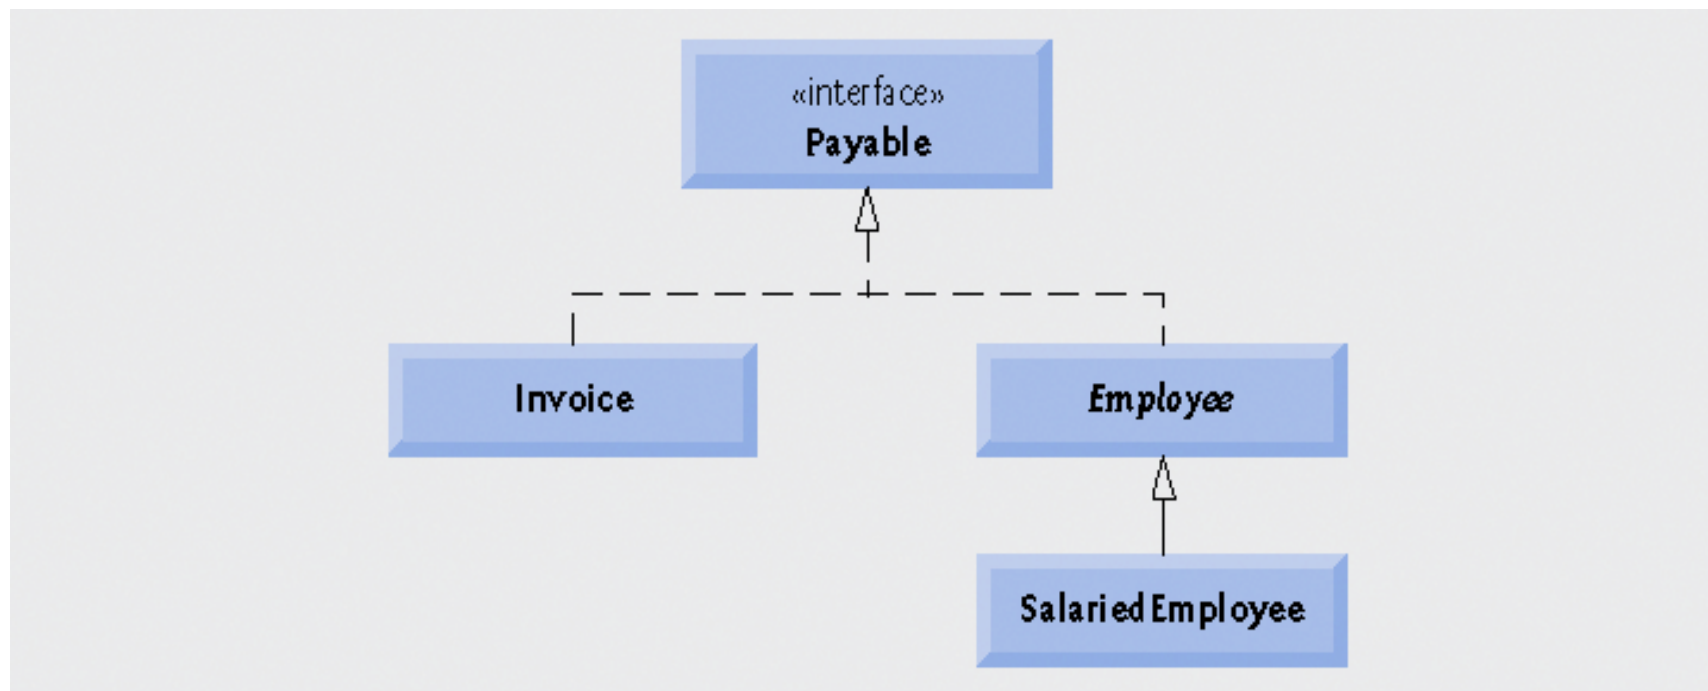 «interface»
Payable
Invoice
Employee
SalariedEmployee